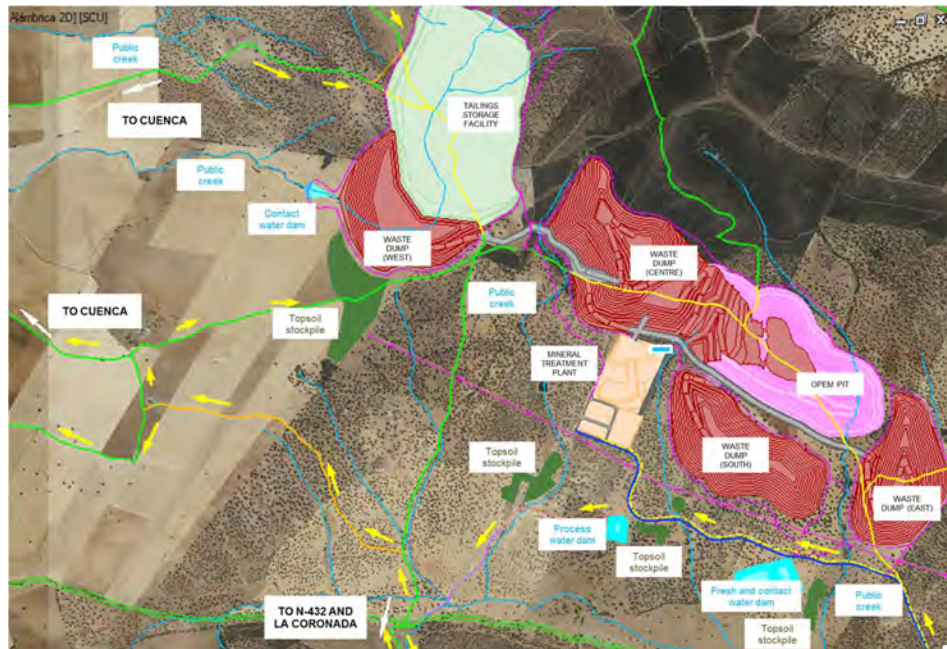 Alámbrica 2D] [SCU]
Public
creek
TO CUENCA
TAILINGS
STORAGE
FACILITY
Public
creek
Contact
water dam
WASTE
DUMP
(WEST)
WASTE
DUMP
(CENTRE)
Public
creek
TO CUENCA
Topsoil
stockpile
MINERAL
TREATMENT
PLANT
OPEM PIT
WASTE
DUMP
(SOUTH)
Topsoil
stockpile
WASTE
DUMP (EAST)
Process
water dam
Topsoil
stockpile
Fresh and contact
water dam
Public
creek
TO N-432 AND
LA CORONADA
Topsoil
stockpile